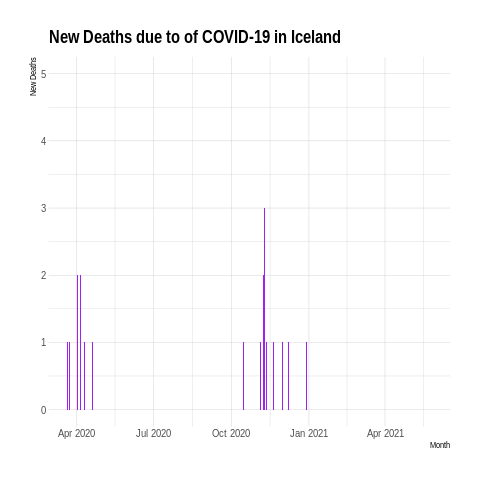 New Deaths due to of COVID-19 in Iceland
New Deaths
5
4
3
2
1
0
Apr 2020 Jul 2020 Oct 2020 Jan 2021 Apr 2021
Month